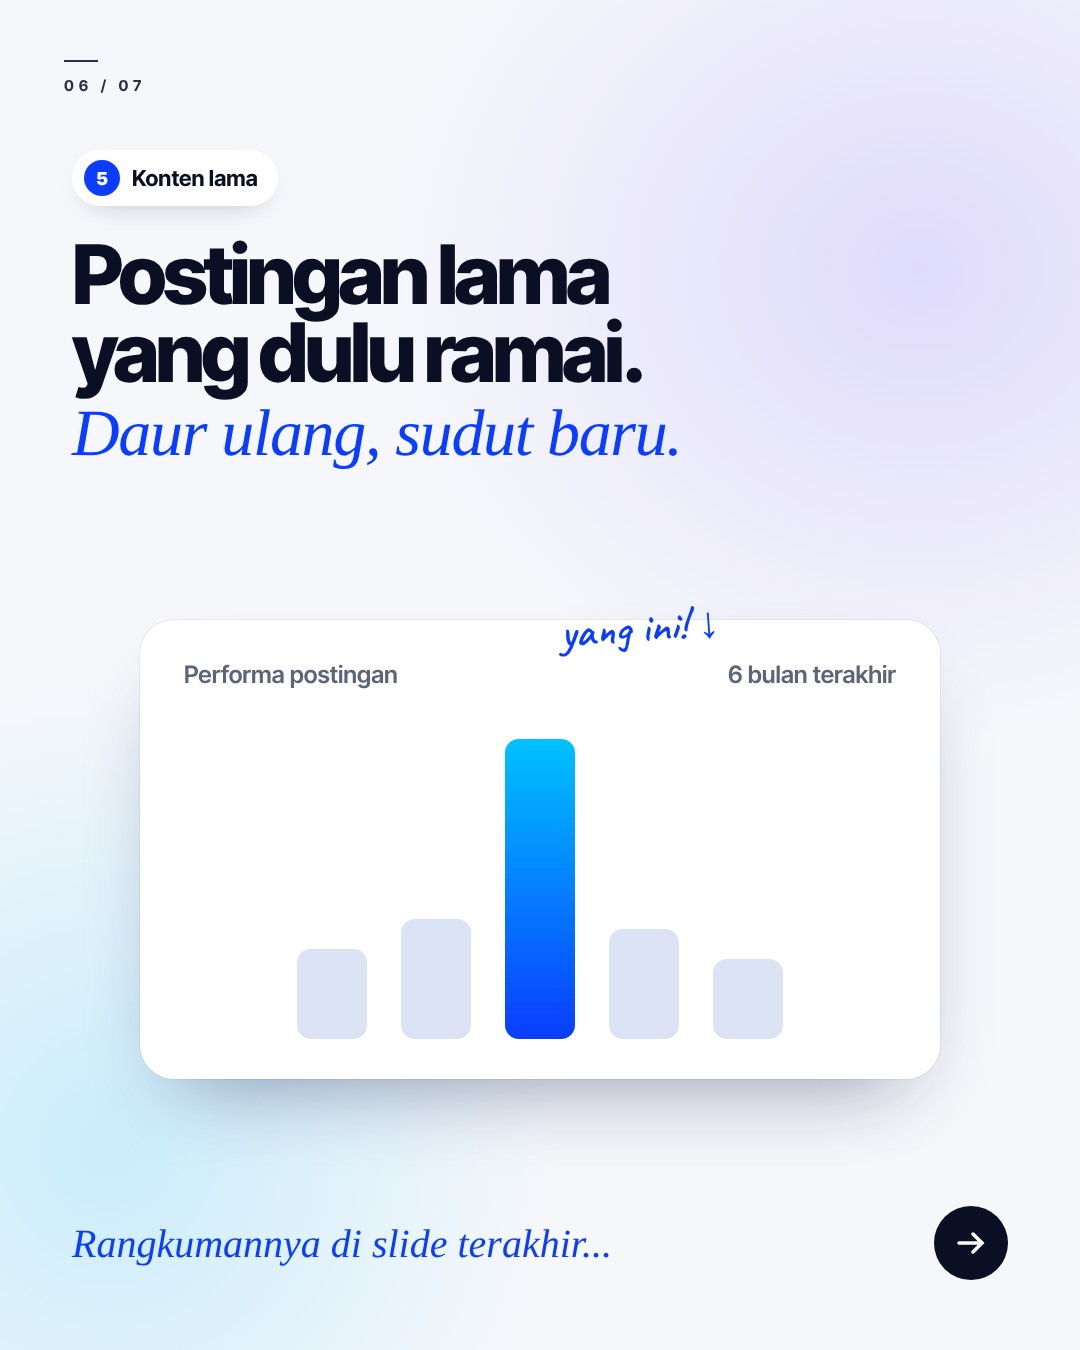 06 / 07
5 Konten lama
Postingan lama
yang dulu ramai.
Daur ulang, sudut baru.
yang ini! ↓
Performa postingan 6 bulan terakhir
Rangkumannya di slide terakhir...
→